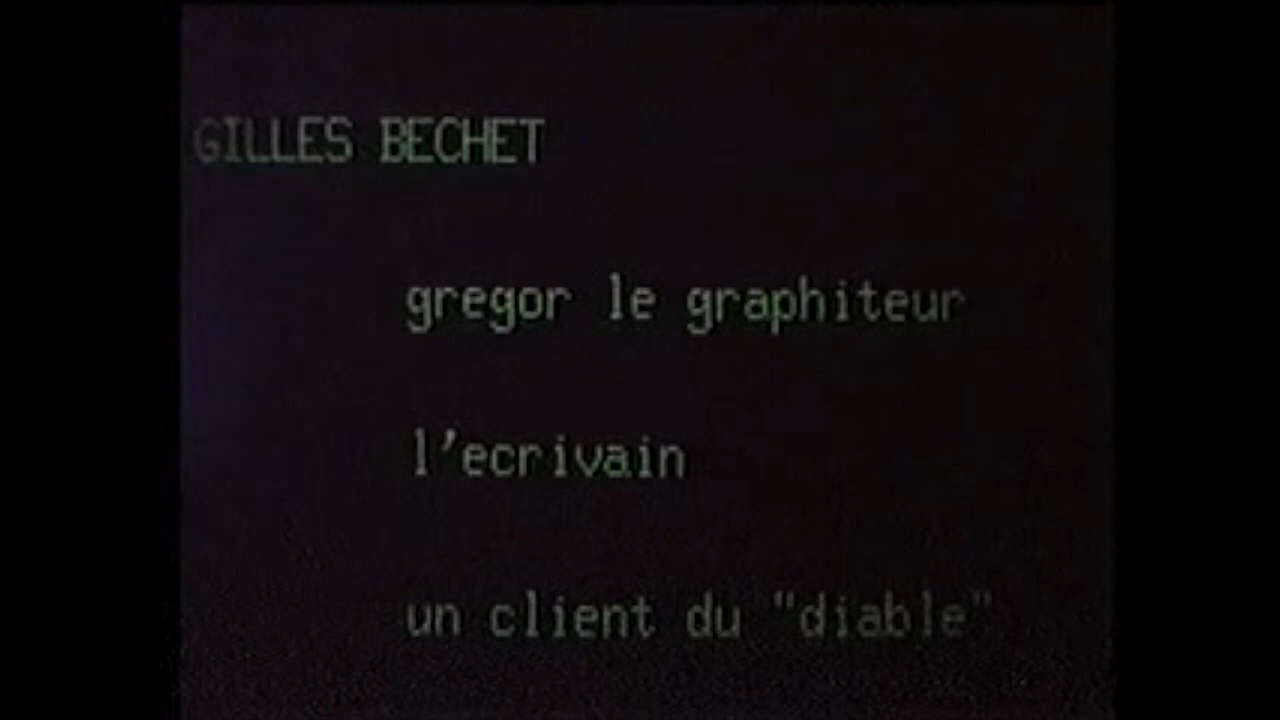 GILLES BECHET
gregor le graphiteur
l'ecrivain
un client du "diable"